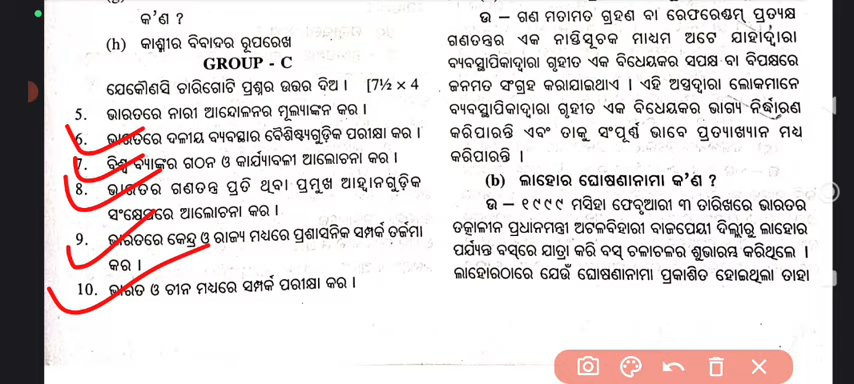 କ'ଣ ?
(h) କାଶ୍ମୀର ବିବାଦର ରୂପରେଖ
GROUP - C
ଯେକୌଣସି ଚାରିଗୋଟି ପ୍ରଶ୍ନର ଉତ୍ତର ଦିଅ । [7½ × 4
5. ଭାରତରେ ନାରୀ ଆନ୍ଦୋଳନର ମୂଲ୍ୟାଙ୍କନ କର ।
6. ଭାରତରେ ଦଳୀୟ ବ୍ୟବସ୍ଥାର ବୈଶିଷ୍ଟ୍ୟଗୁଡ଼ିକ ପରୀକ୍ଷା କର ।
7. ବିଶ୍ୱ ବ୍ୟାଙ୍କର ଗଠନ ଓ କାର୍ଯ୍ୟାବଳୀ ଆଲୋଚନା କର ।
8. ଭାରତର ଗଣତନ୍ତ୍ର ପ୍ରତି ଥିବା ପ୍ରମୁଖ ଆହ୍ୱାନଗୁଡ଼ିକ
ସଂକ୍ଷେପରେ ଆଲୋଚନା କର ।
9. ଭାରତରେ କେନ୍ଦ୍ର ଓ ରାଜ୍ୟ ମଧ୍ୟରେ ପ୍ରଶାସନିକ ସମ୍ପର୍କ ତର୍ଜମା
କର ।
10. ଭାରତ ଓ ଚୀନ ମଧ୍ୟରେ ସମ୍ପର୍କ ପରୀକ୍ଷା କର ।
ଉ – ଗଣ ମତାମତ ଗ୍ରହଣ ବା ରେଫରେଣ୍ଡମ୍ ପ୍ରତ୍ୟକ୍ଷ
ଗଣତନ୍ତ୍ରର ଏକ ନାସ୍ତିସୂଚକ ମାଧ୍ୟମ ଅଟେ ଯାହାଦ୍ୱାରା
ବ୍ୟବସ୍ଥାପିକାଦ୍ୱାରା ଗୃହୀତ ଏକ ବିଧେୟକର ସପକ୍ଷ ବା ବିପକ୍ଷରେ
ଜନମତ ସଂଗ୍ରହ କରାଯାଇଥାଏ । ଏହି ଅସ୍ତ୍ରଦ୍ୱାରା ଲୋକମାନେ
ବ୍ୟବସ୍ଥାପିକାଦ୍ୱାରା ଗୃହୀତ ଏକ ବିଧେୟକର ଭାଗ୍ୟ ନିର୍ଦ୍ଧାରଣ
କରିପାରନ୍ତି ଏବଂ ତାକୁ ସଂପୂର୍ଣ୍ଣ ଭାବେ ପ୍ରତ୍ୟାଖ୍ୟାନ ମଧ୍ୟ
କରିପାରନ୍ତି ।
(b) ଲାହୋର ଘୋଷଣାନାମା କ'ଣ ?
ଉ – ୧୯୯୯ ମସିହା ଫେବୃଆରୀ ୩ ତାରିଖରେ ଭାରତର
ତତ୍କାଳୀନ ପ୍ରଧାନମନ୍ତ୍ରୀ ଅଟଳବିହାରୀ ବାଜପେୟୀ ଦିଲ୍ଲୀରୁ ଲାହୋର
ପର୍ଯ୍ୟନ୍ତ ବସ୍‌ରେ ଯାତ୍ରା କରି ବସ୍ ଚଳାଚଳର ଶୁଭାରମ୍ଭ କରିଥିଲେ ।
ଲାହୋରଠାରେ ଯେଉଁ ଘୋଷଣାନାମା ପ୍ରକାଶିତ ହୋଇଥିଲା ତାହା